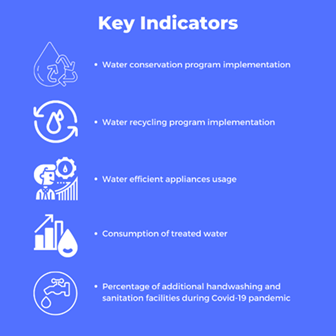 Key Indicators
• Water conservation program implementation
• Water recycling program implementation
• Water efficient appliances usage
• Consumption of treated water
• Percentage of additional handwashing and
sanitation facilities during Covid-19 pandemic